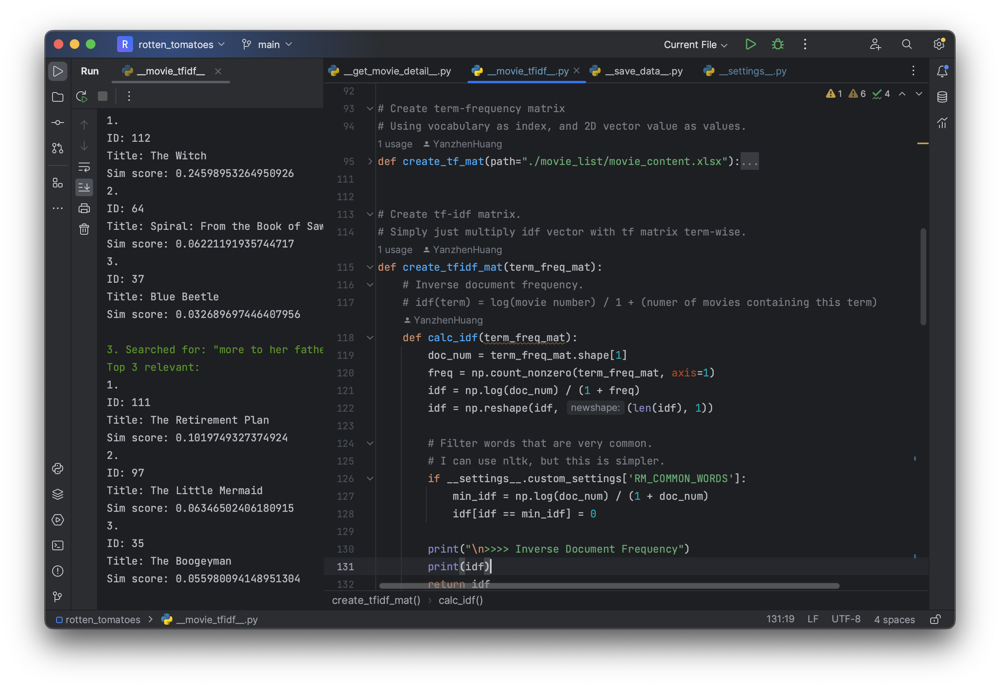 R rotten_tomatoes main Current File
Run __movie_tfidf__
__get_movie_detail__.py __movie_tfidf__.py __save_data__.py __settings__.py
1.
ID: 112
Title: The Witch
Sim score: 0.24598953264950926
2.
ID: 64
Title: Spiral: From the Book of Saw
Sim score: 0.06221191935744717
3.
ID: 37
Title: Blue Beetle
Sim score: 0.032689697446407956
3. Searched for: "more to her fathe
Top 3 relevant:
1.
ID: 111
Title: The Retirement Plan
Sim score: 0.1019749327374924
2.
ID: 97
Title: The Little Mermaid
Sim score: 0.06346502406180915
3.
ID: 35
Title: The Boogeyman
Sim score: 0.055980094148951304
1 6 4
92
93 # Create term-frequency matrix
94 # Using vocabulary as index, and 2D vector value as values.
1 usage YanzhenHuang
95 def create_tf_mat(path="./movie_list/movie_content.xlsx"):...
111
112
113 # Create tf-idf matrix.
114 # Simply just multiply idf vector with tf matrix term-wise.
1 usage YanzhenHuang
115 def create_tfidf_mat(term_freq_mat):
116 # Inverse document frequency.
117 # idf(term) = log(movie number) / 1 + (numer of movies containing this term)
YanzhenHuang
118 def calc_idf(term_freq_mat):
119 doc_num = term_freq_mat.shape[1]
120 freq = np.count_nonzero(term_freq_mat, axis=1)
121 idf = np.log(doc_num) / (1 + freq)
122 idf = np.reshape(idf, newshape: (len(idf), 1))
123
124 # Filter words that are very common.
125 # I can use nltk, but this is simpler.
126 if __settings__.custom_settings['RM_COMMON_WORDS']:
127 min_idf = np.log(doc_num) / (1 + doc_num)
128 idf[idf == min_idf] = 0
129
130 print("\n>>>> Inverse Document Frequency")
131 print(idf)
132 return idf
create_tfidf_mat() › calc_idf()
rotten_tomatoes > __movie_tfidf__.py 131:19 LF UTF-8 4 spaces